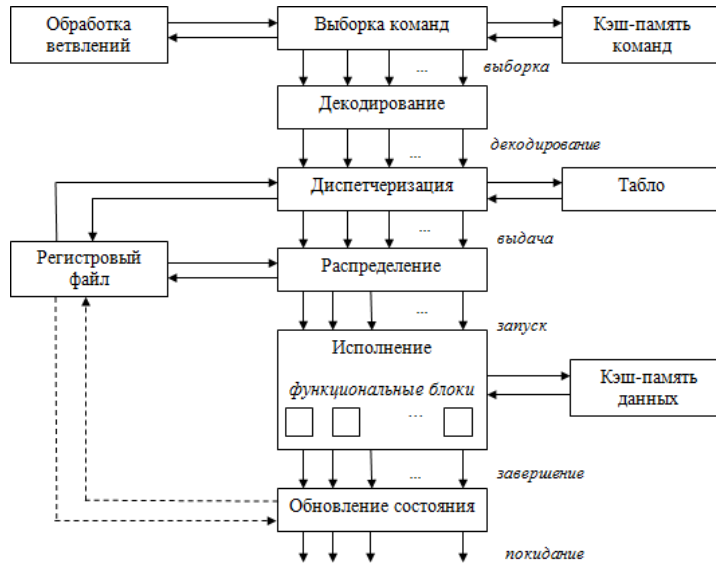 Обработка
ветвлений
Выборка команд
Кэш-память
команд
...
выборка
Декодирование
...
декодирование
Диспетчеризация
Табло
...
выдача
Регистровый
файл
Распределение
...
запуск
Исполнение
функциональные блоки
...
Кэш-память
данных
...
завершение
Обновление состояния
...
покидание